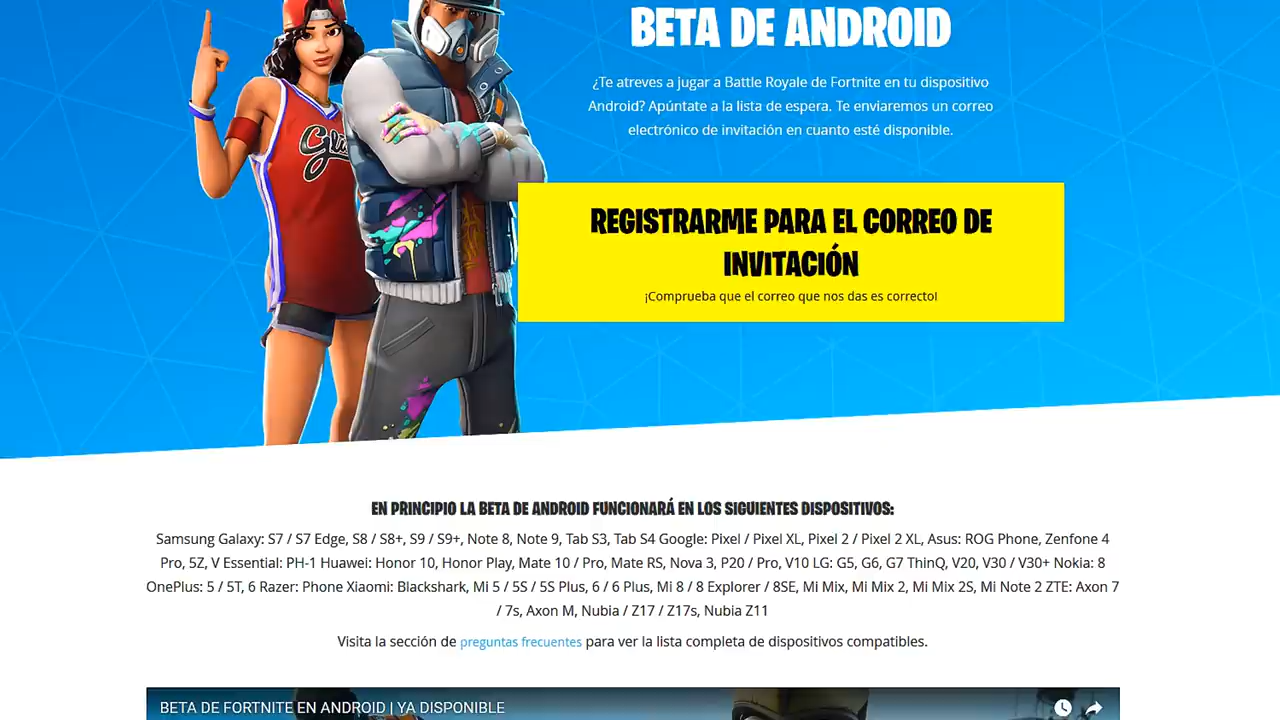 BETA DE ANDROID
¿Te atreves a jugar a Battle Royale de Fortnite en tu dispositivo
Android? Apúntate a la lista de espera. Te enviaremos un correo
electrónico de invitación en cuanto esté disponible.
REGISTRARME PARA EL CORREO DE
INVITACIÓN
¡Comprueba que el correo que nos das es correcto!
EN PRINCIPIO LA BETA DE ANDROID FUNCIONARÁ EN LOS SIGUIENTES DISPOSITIVOS:
Samsung Galaxy: S7 / S7 Edge, S8 / S8+, S9 / S9+, Note 8, Note 9, Tab S3, Tab S4 Google: Pixel / Pixel XL, Pixel 2 / Pixel 2 XL, Asus: ROG Phone, Zenfone 4
Pro, 5Z, V Essential: PH-1 Huawei: Honor 10, Honor Play, Mate 10 / Pro, Mate RS, Nova 3, P20 / Pro, V10 LG: G5, G6, G7 ThinQ, V20, V30 / V30+ Nokia: 8
OnePlus: 5 / 5T, 6 Razer: Phone Xiaomi: Blackshark, Mi 5 / 5S / 5S Plus, 6 / 6 Plus, Mi 8 / 8 Explorer / 8SE, Mi Mix, Mi Mix 2, Mi Mix 2S, Mi Note 2 ZTE: Axon 7
/ 7s, Axon M, Nubia / Z17 / Z17s, Nubia Z11
Visita la sección de preguntas frecuentes para ver la lista completa de dispositivos compatibles.
BETA DE FORTNITE EN ANDROID | YA DISPONIBLE